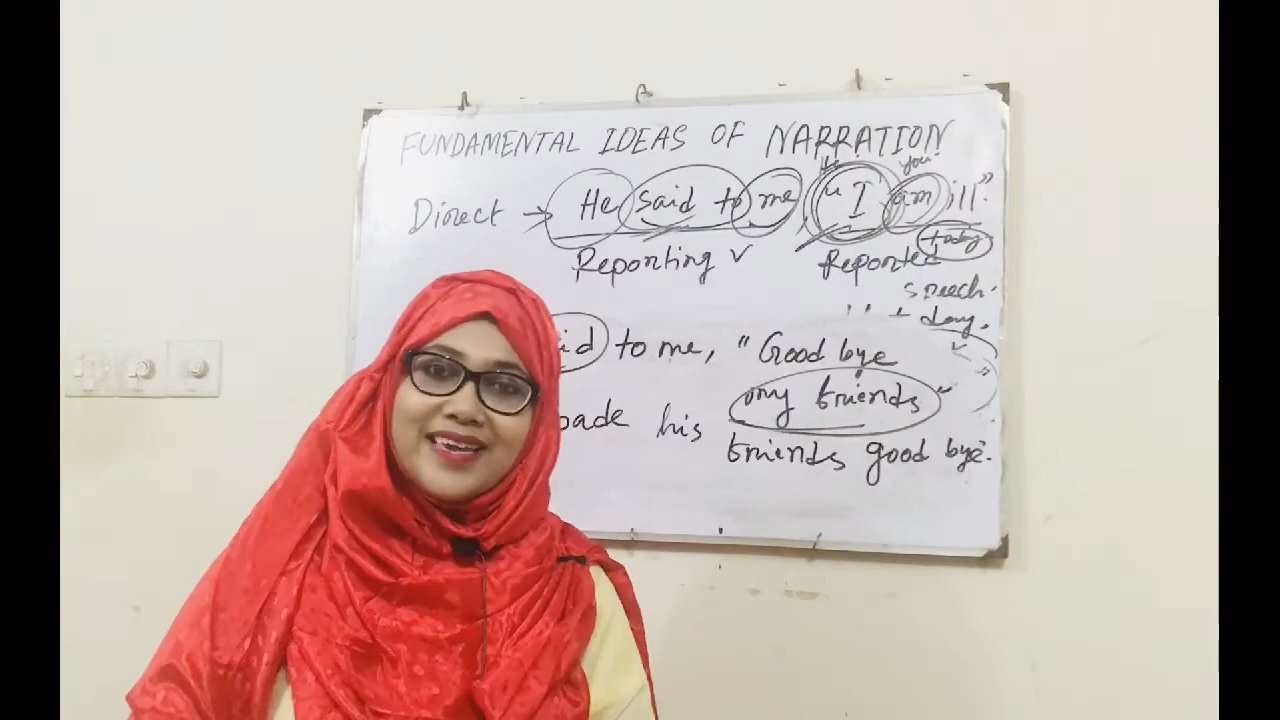 FUNDAMENTAL IDEAS OF NARRATION
you
Direct → He said to me, "I am ill".
today
Reporting Reported
speech.
day.
id to me, "Good bye
my friends"
bade his friends good bye.